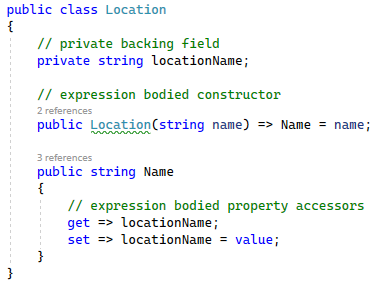 public class Location
{
// private backing field
private string locationName;
// expression bodied constructor
2 references
public Location(string name) => Name = name;
3 references
public string Name
{
// expression bodied property accessors
get => locationName;
set => locationName = value;
}
}